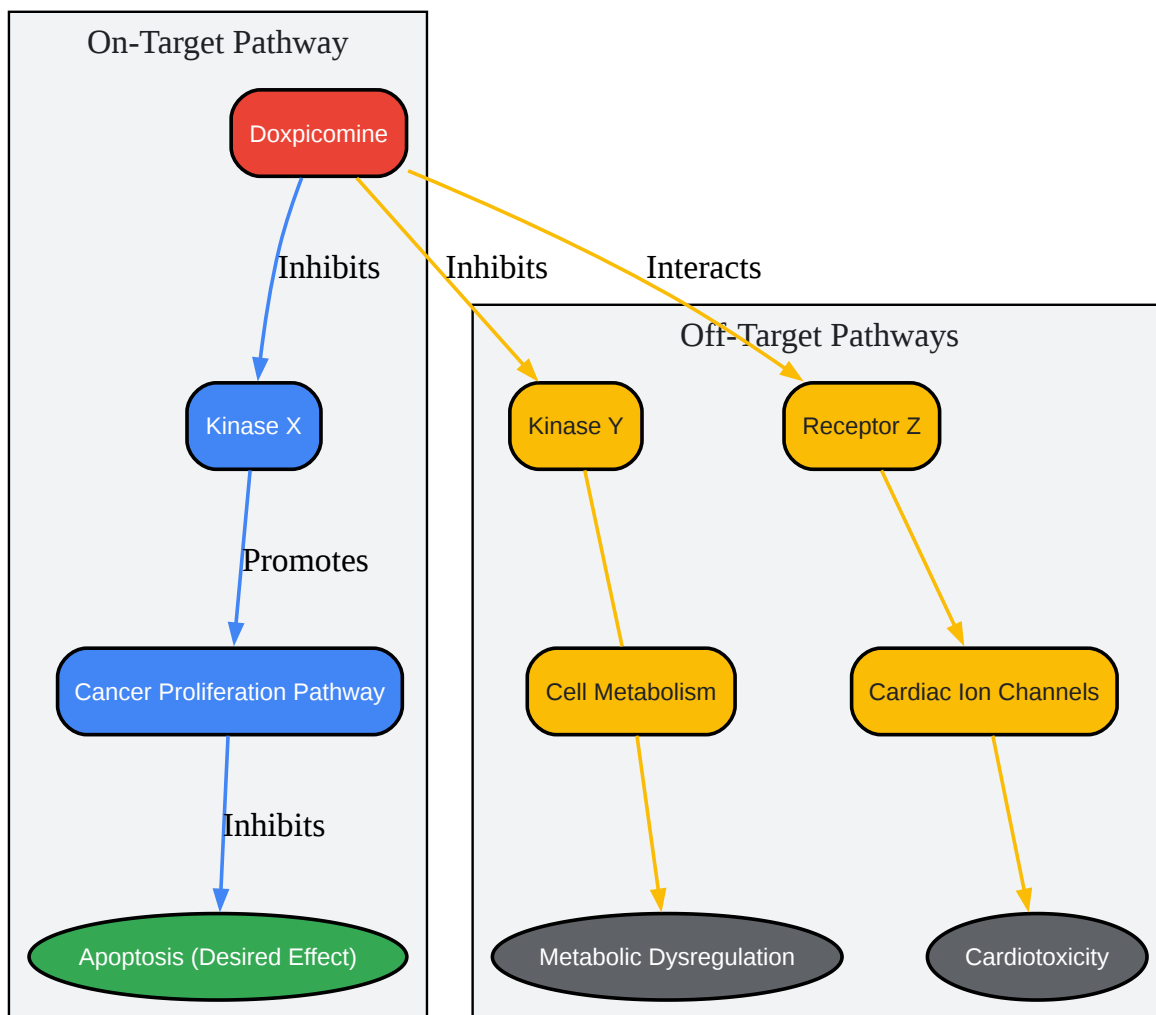 On-Target Pathway
Doxpicomine
Inhibits
Inhibits
Interacts
Off-Target Pathways
Kinase X
Kinase Y
Receptor Z
Promotes
Cancer Proliferation Pathway
Cell Metabolism
Cardiac Ion Channels
Inhibits
Apoptosis (Desired Effect)
Metabolic Dysregulation
Cardiotoxicity